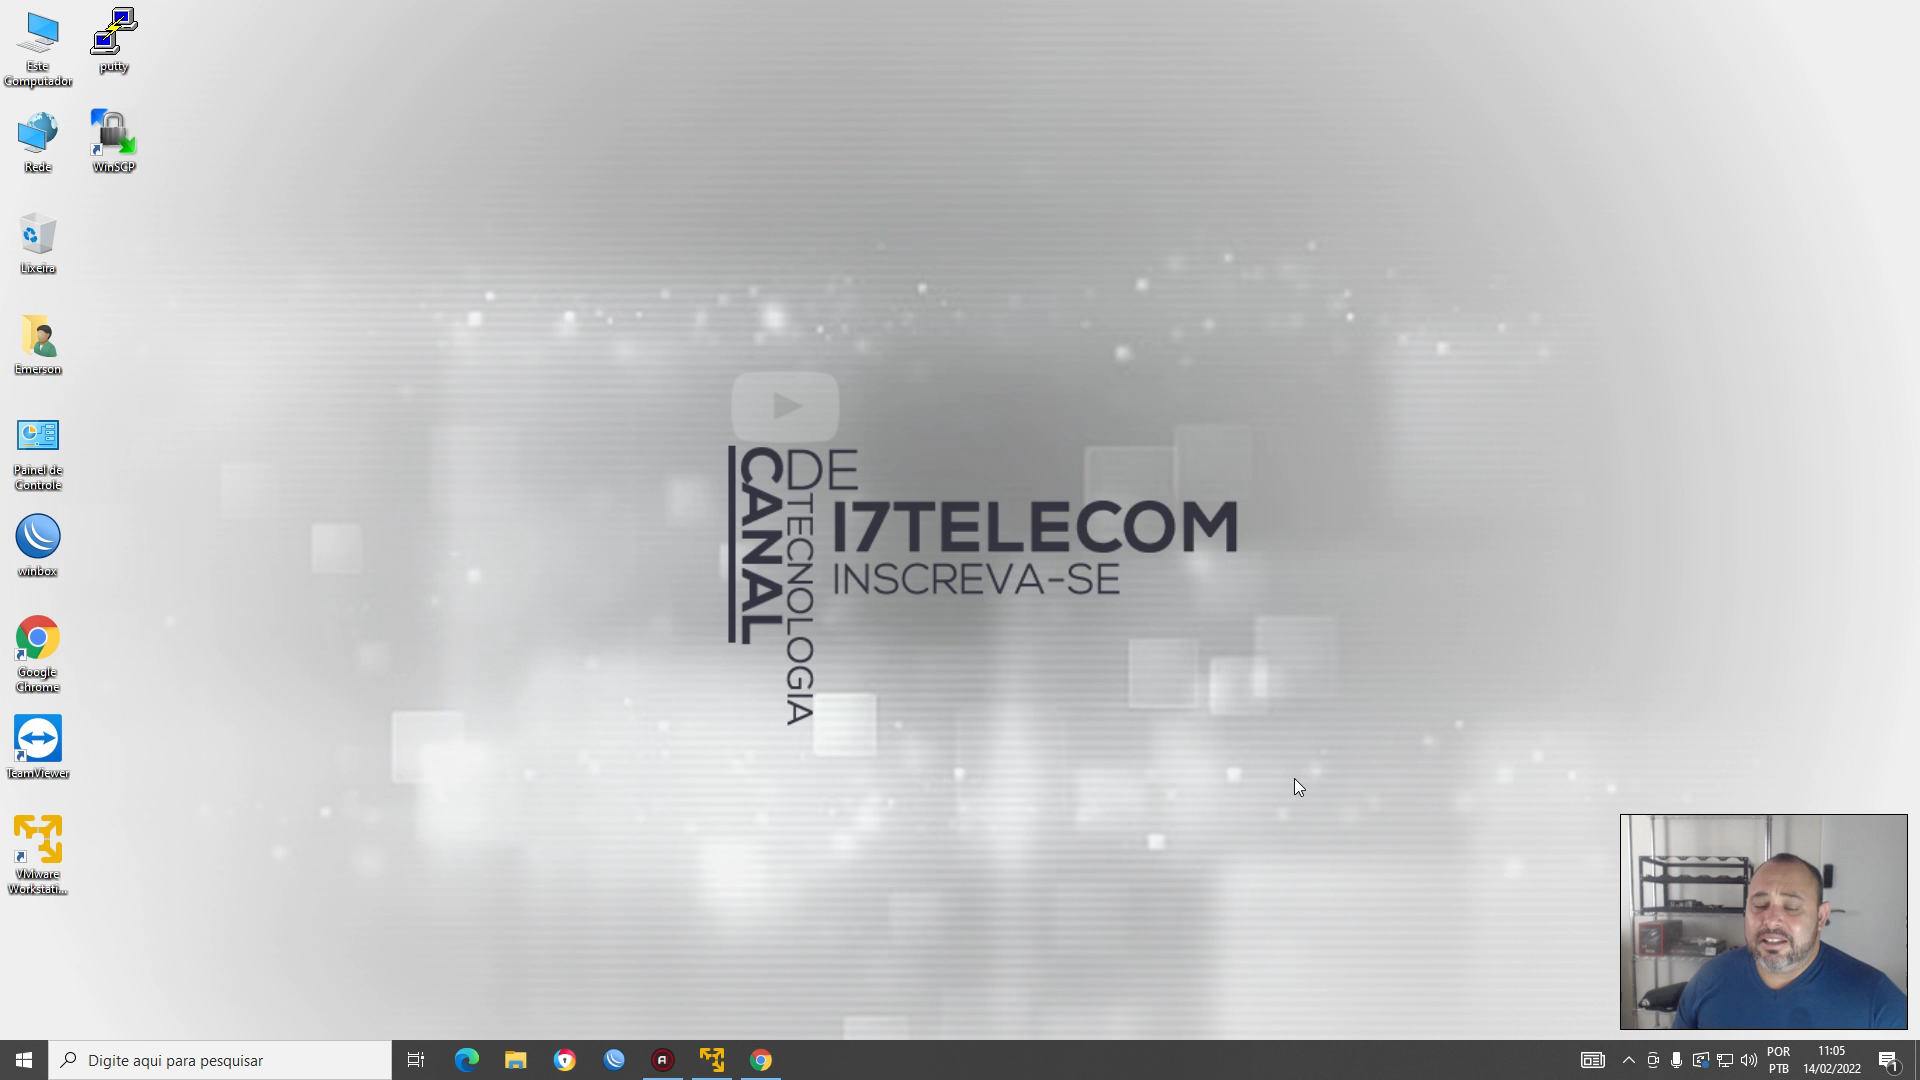 Este
Computador
putty
Rede
WinSCP
Lixeira
Emerson
Painel de
Controle
winbox
Google
Chrome
TeamViewer
VMware
Workstati...
CANAL
DE
TECNOLOGIA
I7TELECOM
INSCREVA-SE
Digite aqui para pesquisar
POR
PTB
11:05
14/02/2022
1